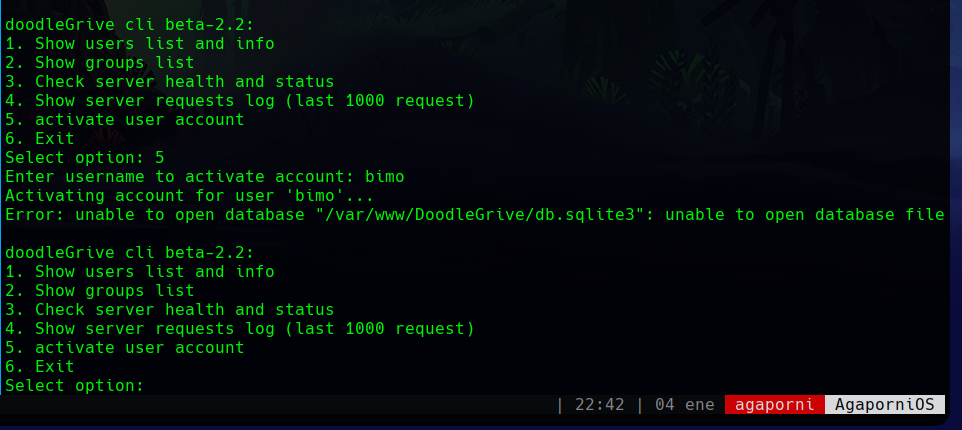 doodleGrive cli beta-2.2:
1. Show users list and info
2. Show groups list
3. Check server health and status
4. Show server requests log (last 1000 request)
5. activate user account
6. Exit
Select option: 5
Enter username to activate account: bimo
Activating account for user 'bimo'...
Error: unable to open database "/var/www/DoodleGrive/db.sqlite3": unable to open database file
doodleGrive cli beta-2.2:
1. Show users list and info
2. Show groups list
3. Check server health and status
4. Show server requests log (last 1000 request)
5. activate user account
6. Exit
Select option:
| 22:42 | 04 ene agaporni AgaporniOS